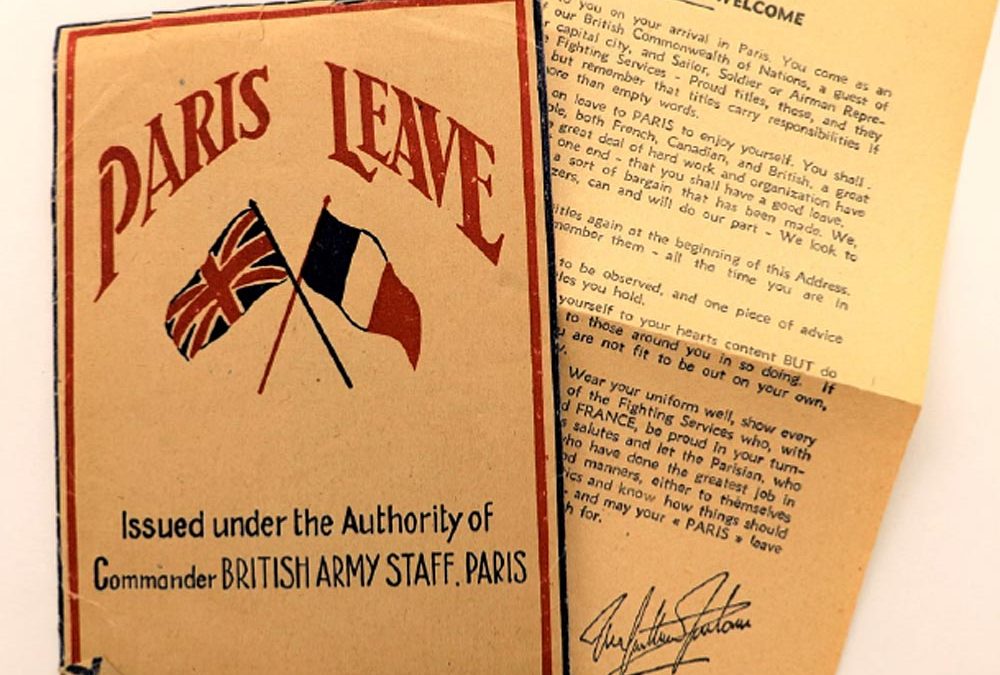 PARIS LEAVE
Issued under the Authority of
Commander BRITISH ARMY STAFF. PARIS
WELCOME
to you on your arrival in Paris. You come as an
our British Commonwealth of Nations, a guest of
capital city, and Sailor, Soldier or Airman Repre-
Fighting Services - Proud titles, these, and they
but remember that titles carry responsibilities if
more than empty words.
on leave to PARIS to enjoy yourself. You shall.
both French, Canadian, and British, a great
great deal of hard work and organization have
one end - that you shall have a good leave.
a sort of bargain that has been made. We,
can and will do our part - We look to
titles again at the beginning of this Address.
remember them - all the time you are in
to be observed, and one piece of advice
you hold.
yourself to your hearts content BUT do
to those around you in so doing. If
are not fit to be out on your own,
Wear your uniform well, show every
of the Fighting Services who, with
FRANCE, be proud in your turn-
salutes and let the Parisian, who
who have done the greatest job in
manners, either to themselves
and know how things should
- and may your « PARIS » leave
for.